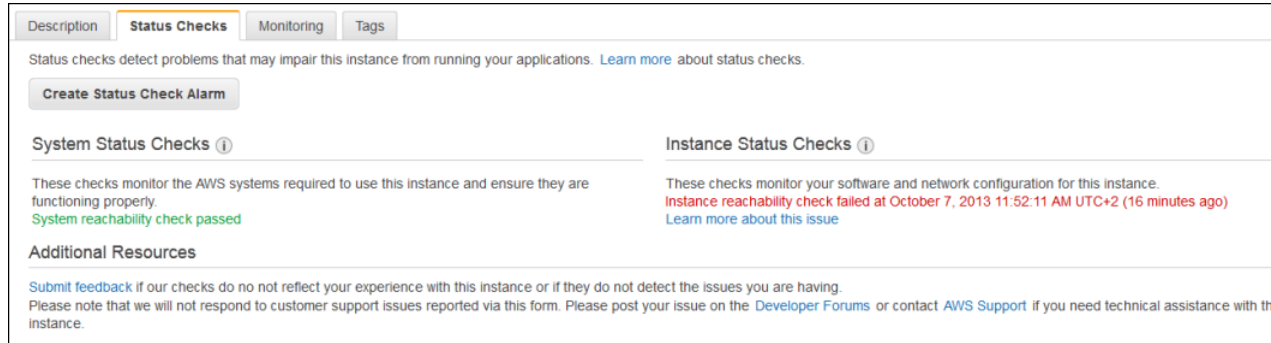 Description Status Checks Monitoring Tags
Status checks detect problems that may impair this instance from running your applications. Learn more about status checks.
Create Status Check Alarm
System Status Checks i
These checks monitor the AWS systems required to use this instance and ensure they are
functioning properly.
System reachability check passed
Instance Status Checks i
These checks monitor your software and network configuration for this instance.
Instance reachability check failed at October 7, 2013 11:52:11 AM UTC+2 (16 minutes ago)
Learn more about this issue
Additional Resources
Submit feedback if our checks do no not reflect your experience with this instance or if they do not detect the issues you are having.
Please note that we will not respond to customer support issues reported via this form. Please post your issue on the Developer Forums or contact AWS Support if you need technical assistance with th
instance.